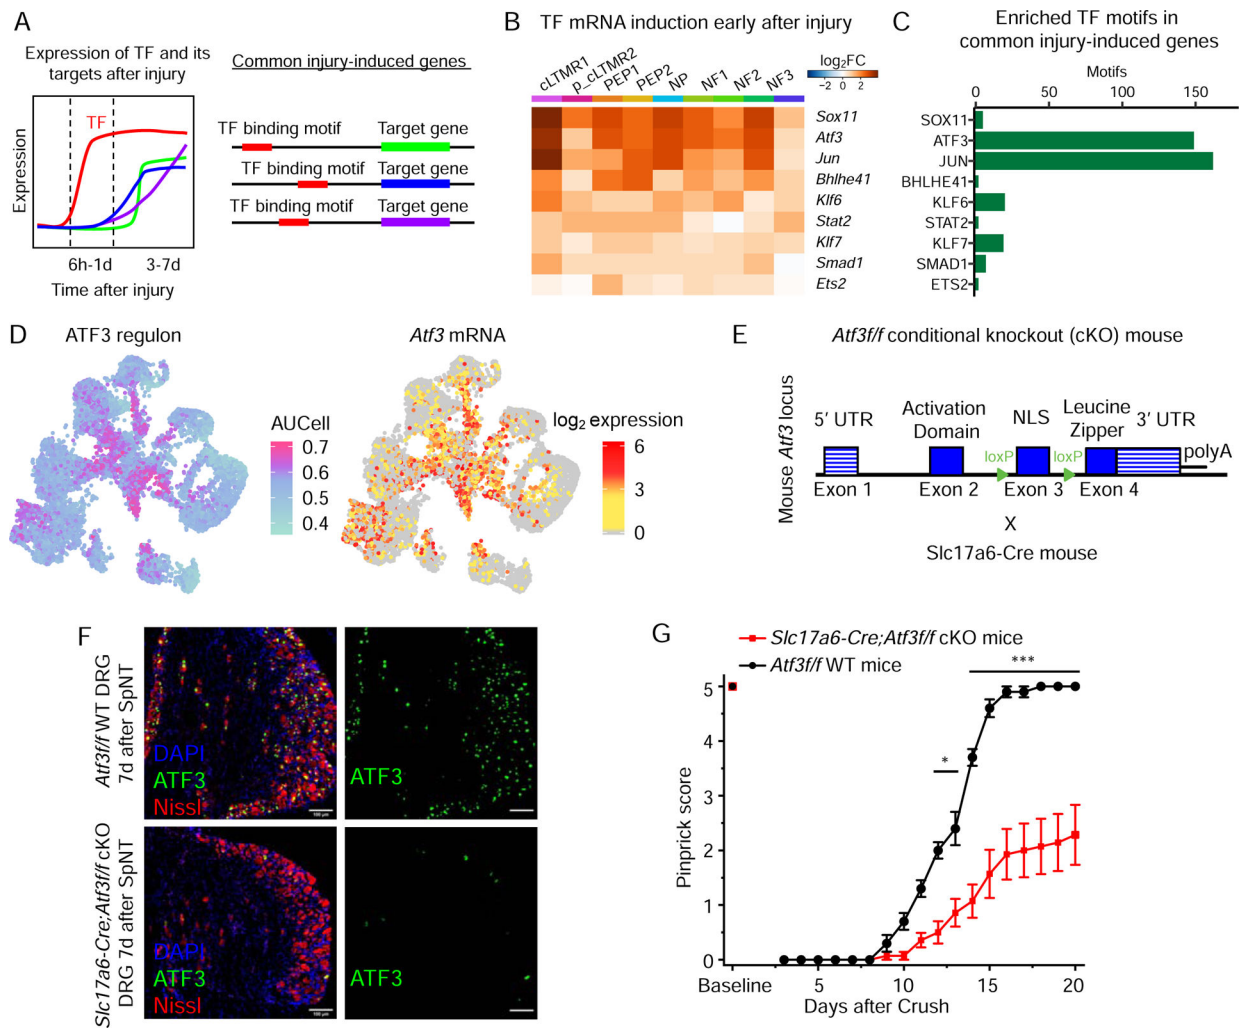 A
Expression of TF and its
targets after injury
Expression
TF
6h-1d
3-7d
Time after injury
Common injury-induced genes
TF binding motif
Target gene
TF binding motif
Target gene
TF binding motif
Target gene
B
TF mRNA induction early after injury
cLTMR1
p_cLTMR2
PEP1
PEP2
NP
NF1
NF2
NF3
log2FC
−2 0 2
Sox11
Atf3
Jun
Bhlhe41
Klf6
Stat2
Klf7
Smad1
Ets2
C
Enriched TF motifs in
common injury-induced genes
Motifs
0 50 100 150
SOX11
ATF3
JUN
BHLHE41
KLF6
STAT2
KLF7
SMAD1
ETS2
D
ATF3 regulon
AUCell
0.7
0.6
0.5
0.4
Atf3 mRNA
log2 expression
6
3
0
E
Atf3f/f conditional knockout (cKO) mouse
Mouse Atf3 locus
5′ UTR
Activation
Domain
NLS
Leucine
Zipper
3′ UTR
loxP
loxP
polyA
Exon 1
Exon 2
Exon 3
Exon 4
X
Slc17a6-Cre mouse
F
Atf3f/f WT DRG
7d after SpNT
DAPI
ATF3
Nissl
100 μm
ATF3
Slc17a6-Cre;Atf3f/f cKO
DRG 7d after SpNT
DAPI
ATF3
Nissl
100 μm
ATF3
G
Slc17a6-Cre;Atf3f/f cKO mice
Atf3f/f WT mice
***
*
Pinprick score
5
4
3
2
1
0
Baseline
5
10
15
20
Days after Crush